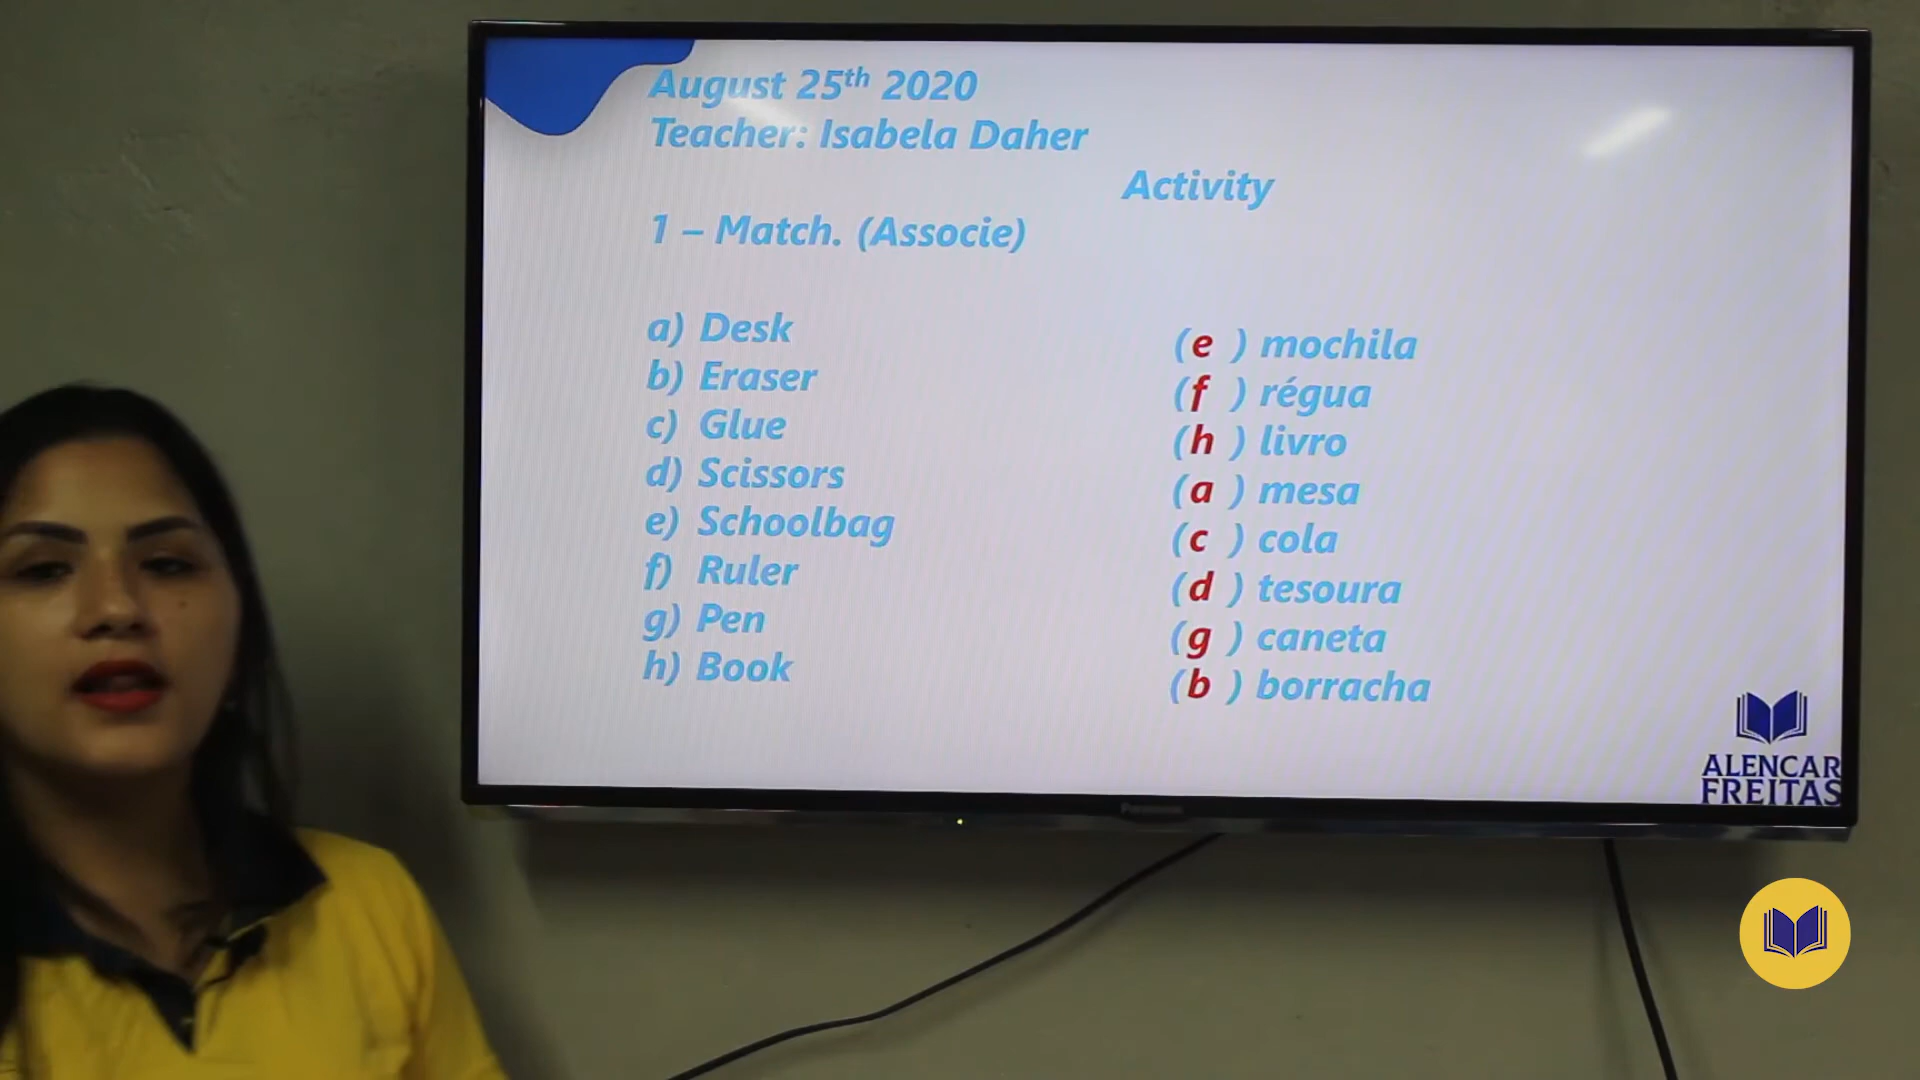 August 25th 2020
Teacher: Isabela Daher
Activity
1 – Match. (Associe)
a) Desk
b) Eraser
c) Glue
d) Scissors
e) Schoolbag
f) Ruler
g) Pen
h) Book
( e ) mochila
( f ) régua
( h ) livro
( a ) mesa
( c ) cola
( d ) tesoura
( g ) caneta
( b ) borracha
ALENCAR
FREITAS